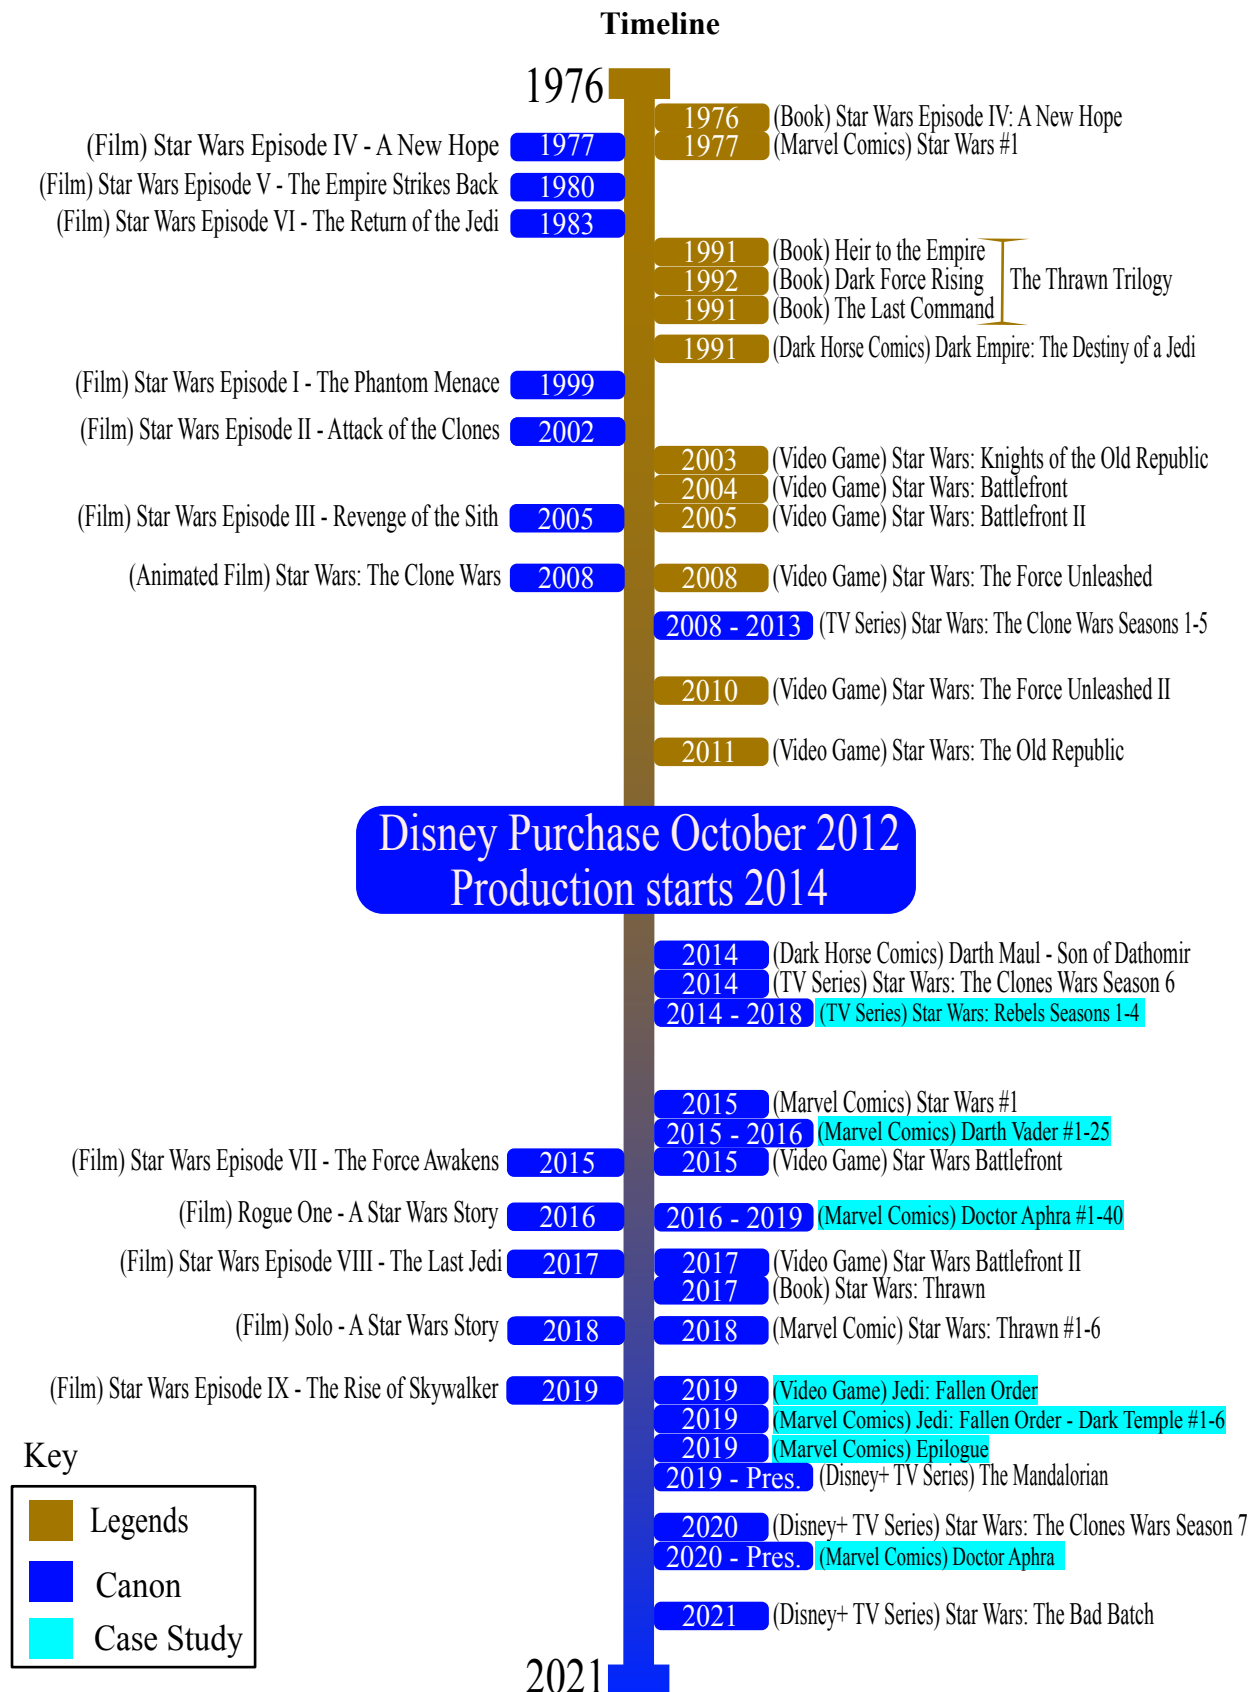 Timeline
1976
1976 (Book) Star Wars Episode IV: A New Hope
(Film) Star Wars Episode IV - A New Hope 1977 1977 (Marvel Comics) Star Wars #1
(Film) Star Wars Episode V - The Empire Strikes Back 1980
(Film) Star Wars Episode VI - The Return of the Jedi 1983
1991 (Book) Heir to the Empire
1992 (Book) Dark Force Rising The Thrawn Trilogy
1991 (Book) The Last Command
1991 (Dark Horse Comics) Dark Empire: The Destiny of a Jedi
(Film) Star Wars Episode I - The Phantom Menace 1999
(Film) Star Wars Episode II - Attack of the Clones 2002
2003 (Video Game) Star Wars: Knights of the Old Republic
2004 (Video Game) Star Wars: Battlefront
(Film) Star Wars Episode III - Revenge of the Sith 2005 2005 (Video Game) Star Wars: Battlefront II
(Animated Film) Star Wars: The Clone Wars 2008 2008 (Video Game) Star Wars: The Force Unleashed
2008 - 2013 (TV Series) Star Wars: The Clone Wars Seasons 1-5
2010 (Video Game) Star Wars: The Force Unleashed II
2011 (Video Game) Star Wars: The Old Republic
Disney Purchase October 2012
Production starts 2014
2014 (Dark Horse Comics) Darth Maul - Son of Dathomir
2014 (TV Series) Star Wars: The Clones Wars Season 6
2014 - 2018 (TV Series) Star Wars: Rebels Seasons 1-4
2015 (Marvel Comics) Star Wars #1
2015 - 2016 (Marvel Comics) Darth Vader #1-25
(Film) Star Wars Episode VII - The Force Awakens 2015 2015 (Video Game) Star Wars Battlefront
(Film) Rogue One - A Star Wars Story 2016 2016 - 2019 (Marvel Comics) Doctor Aphra #1-40
(Film) Star Wars Episode VIII - The Last Jedi 2017 2017 (Video Game) Star Wars Battlefront II
2017 (Book) Star Wars: Thrawn
(Film) Solo - A Star Wars Story 2018 2018 (Marvel Comic) Star Wars: Thrawn #1-6
(Film) Star Wars Episode IX - The Rise of Skywalker 2019 2019 (Video Game) Jedi: Fallen Order
2019 (Marvel Comics) Jedi: Fallen Order - Dark Temple #1-6
2019 (Marvel Comics) Epilogue
2019 - Pres. (Disney+ TV Series) The Mandalorian
2020 (Disney+ TV Series) Star Wars: The Clones Wars Season 7
2020 - Pres. (Marvel Comics) Doctor Aphra
2021 (Disney+ TV Series) Star Wars: The Bad Batch
2021
Key
Legends
Canon
Case Study